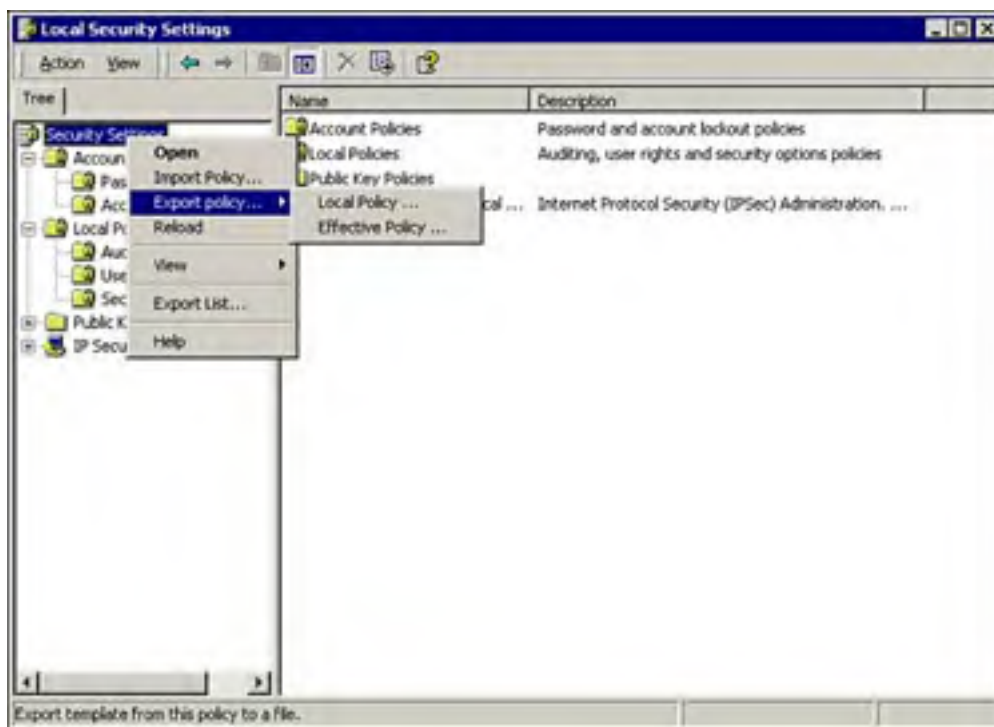 Local Security Settings
Action View
Tree
Name Description
Security Settings
Account Policies Password and account lockout policies
Local Policies Auditing, user rights and security options policies
Public Key Policies
cal ... Internet Protocol Security (IPSec) Administration. ...
Accoun
Pas
Acc
Local Po
Aud
Use
Sec
Public K
IP Secu
Open
Import Policy...
Export policy...
Reload
View
Export List...
Help
Local Policy ...
Effective Policy ...
Export template from this policy to a file.